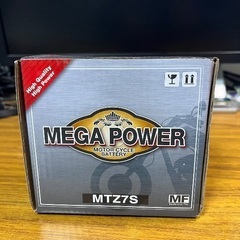 High Quality
High Power
MEGA POWER
MOTORCYCLE
BATTERY
MTZ7S
MF